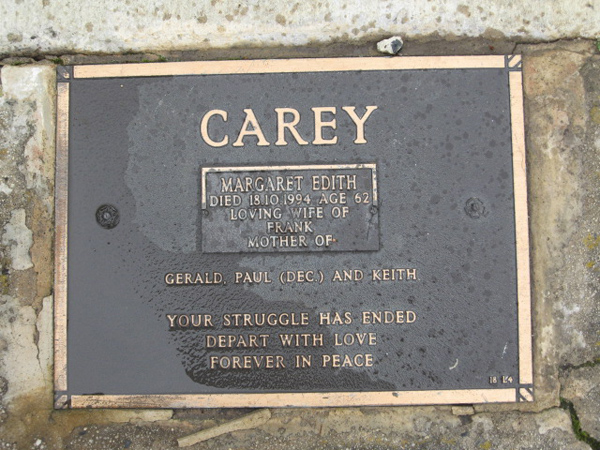 CAREY
MARGARET EDITH
DIED 18.10.1994 AGE 62
LOVING WIFE OF
FRANK
MOTHER OF
GERALD, PAUL (DEC.) AND KEITH
YOUR STRUGGLE HAS ENDED
DEPART WITH LOVE
FOREVER IN PEACE